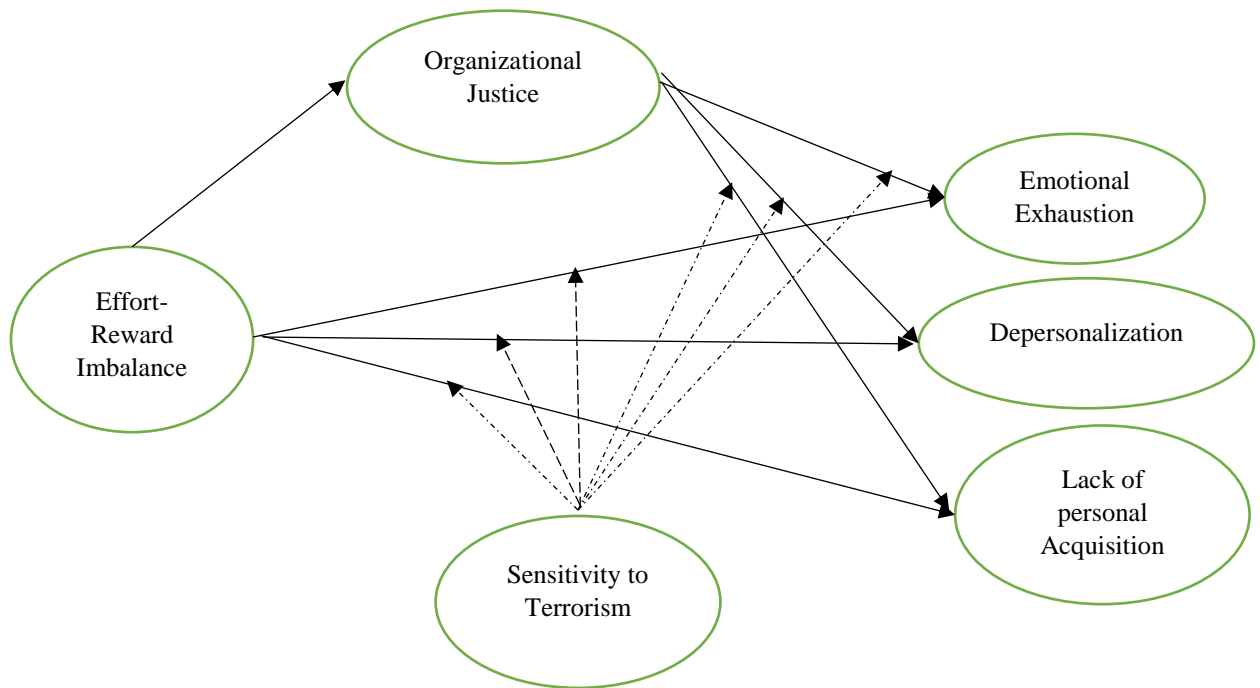 Organizational
Justice
Emotional
Exhaustion
Effort-
Reward
Imbalance
Depersonalization
Lack of
personal
Acquisition
Sensitivity to
Terrorism